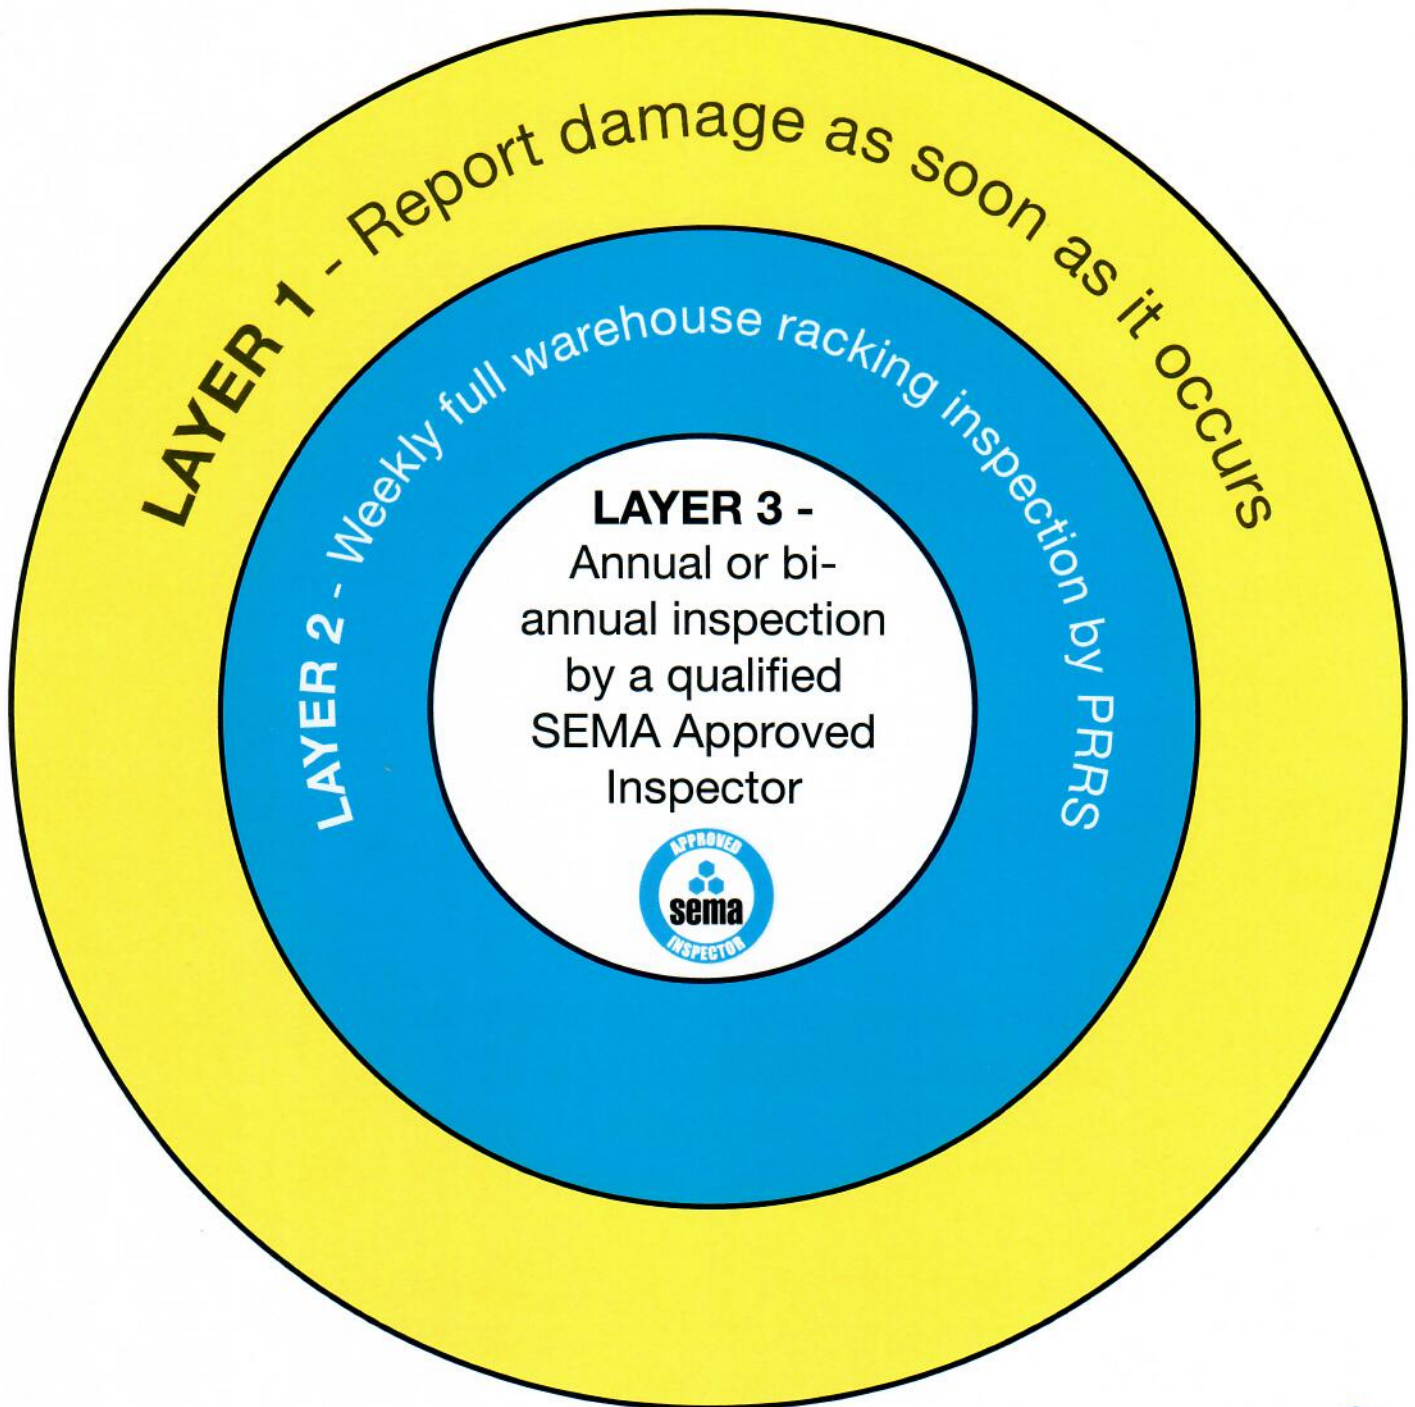 LAYER 1 - Report damage as soon as it occurs
LAYER 2 - Weekly full warehouse racking inspection by PRRS
LAYER 3 -
Annual or bi-
annual inspection
by a qualified
SEMA Approved
Inspector
APPROVED
sema
INSPECTOR